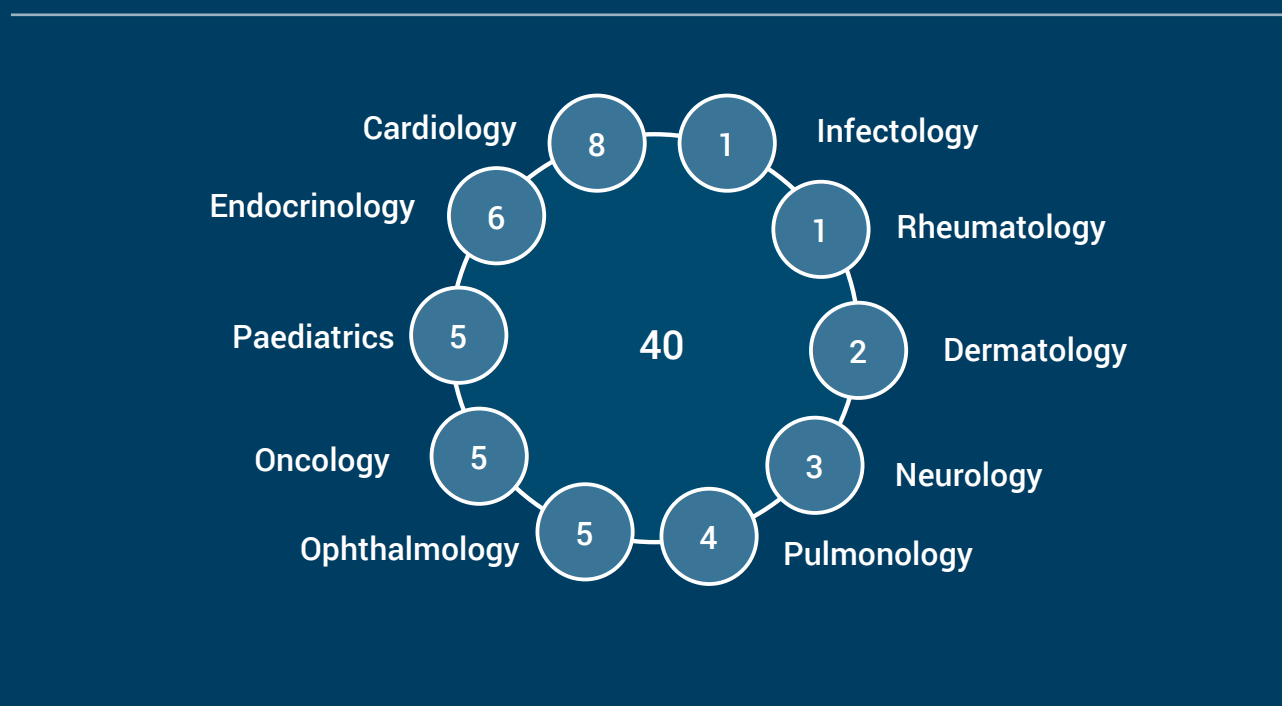 Cardiology
8
1
Infectology
Endocrinology
6
1
Rheumatology
Paediatrics
5
40
2
Dermatology
Oncology
5
3
Neurology
Ophthalmology
5
4
Pulmonology